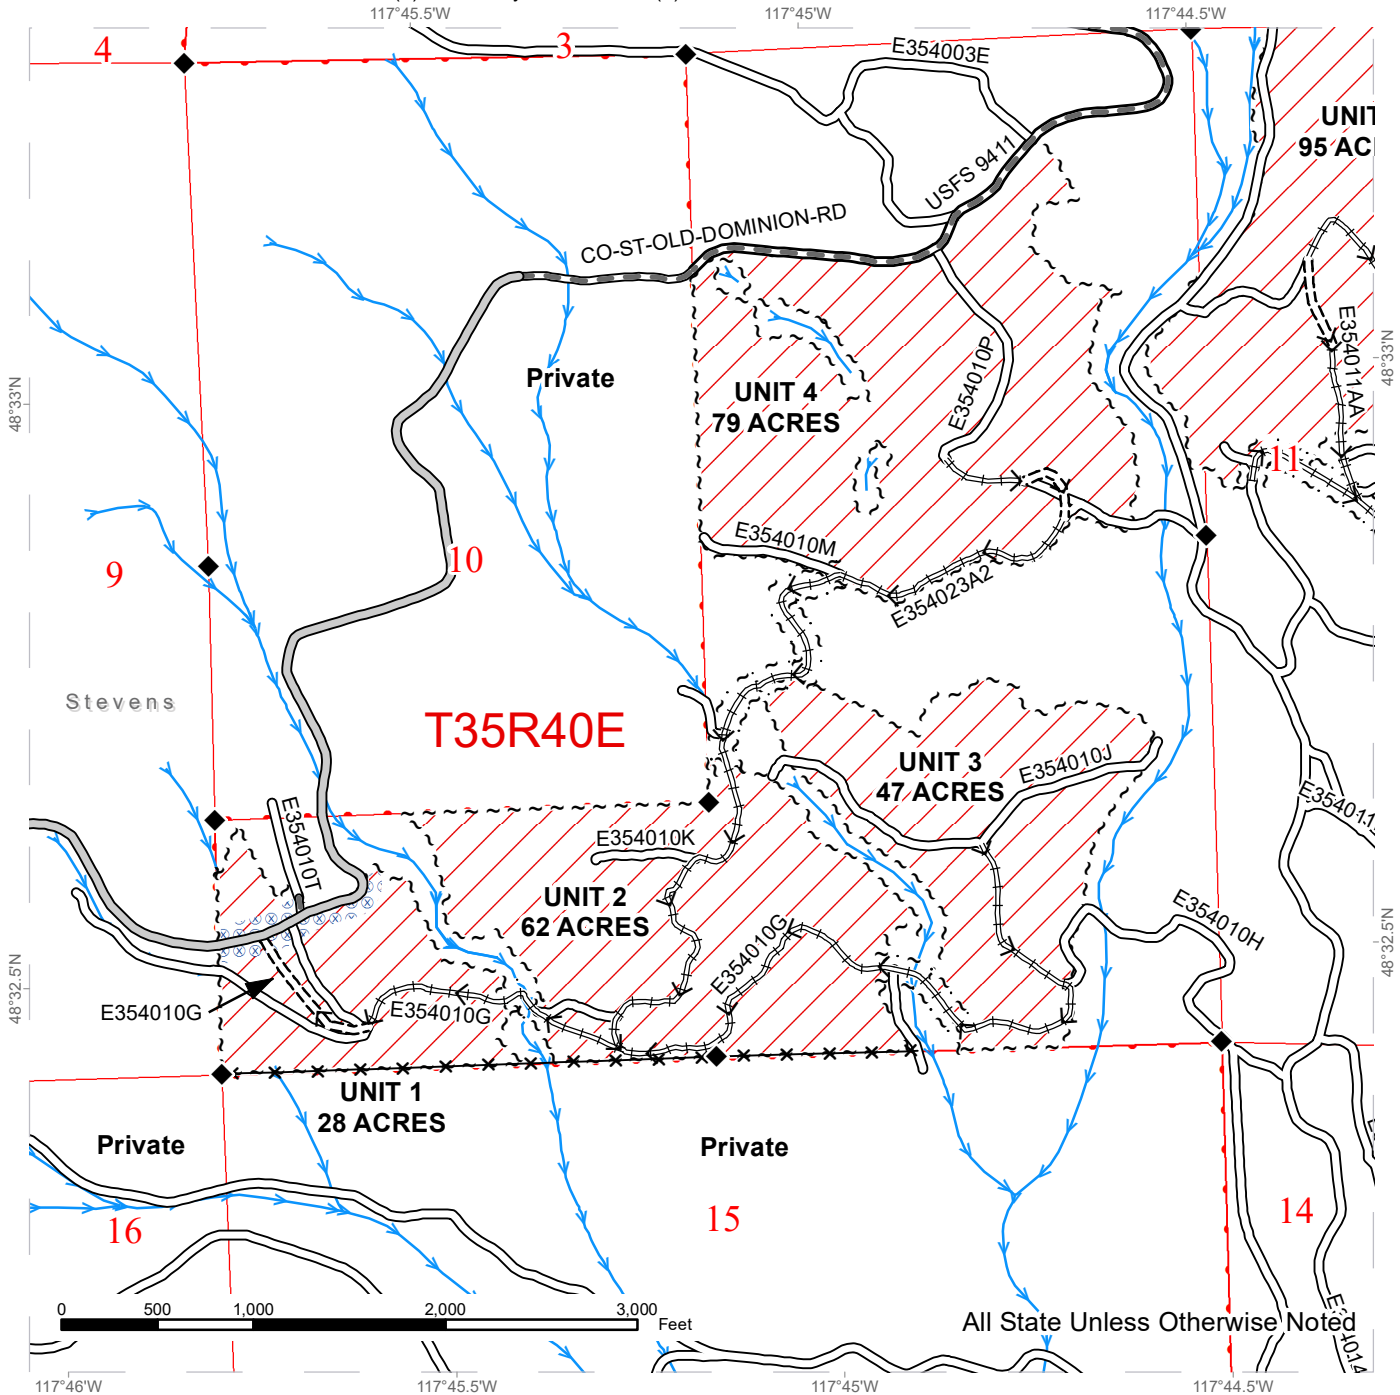 117°45.5'W
117°45'W
117°44.5'W
4
3
E354003E
UNIT
95 AC
USFS 9411
CO-ST-OLD-DOMINION-RD
E354011AA
48°33'N
48°33'N
Private
E354010P
UNIT 4
79 ACRES
11
E354010M
9
10
E354023A2
Stevens
T35R40E
UNIT 3
47 ACRES
E354010J
E354011
E354010T
E354010K
UNIT 2
62 ACRES
E354010H
E354010G
48°32.5'N
48°32.5'N
E354010G
E354010G
UNIT 1
28 ACRES
Private
Private
16
15
14
0 500 1,000 2,000 3,000
Feet
All State Unless Otherwise Noted
E354014
117°46'W
117°45.5'W
117°45'W
117°44.5'W